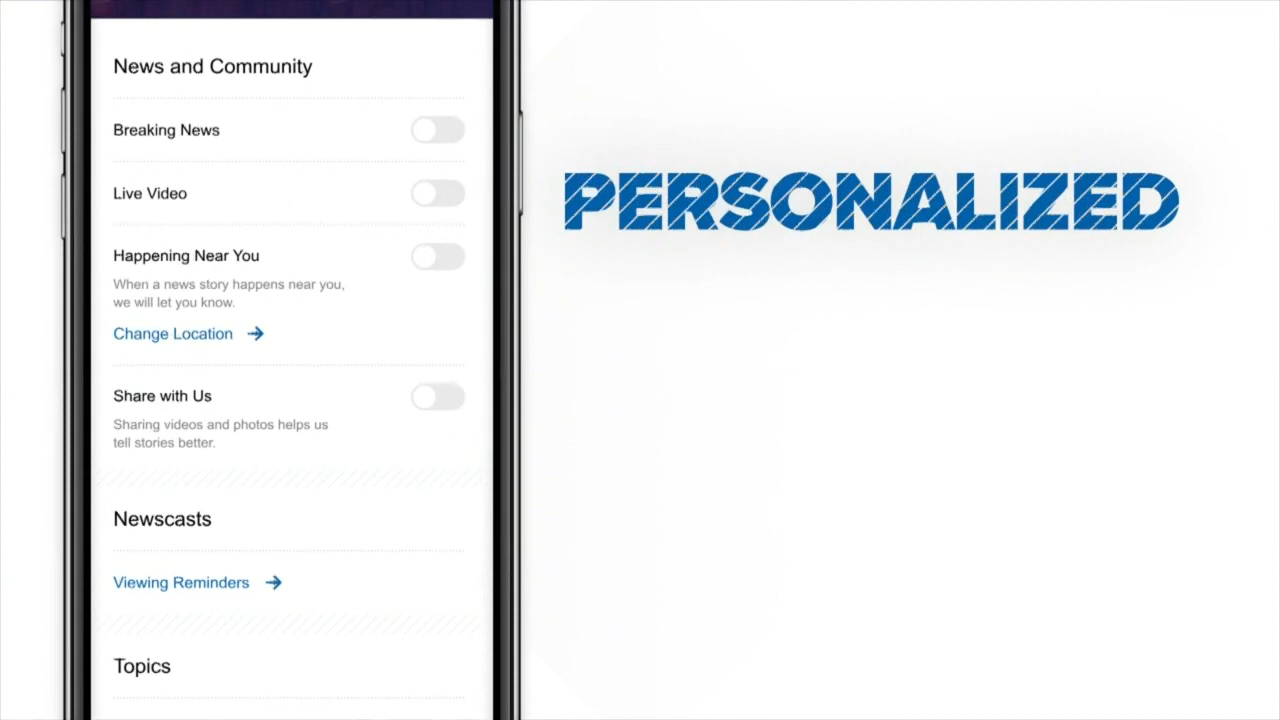 News and Community
Breaking News
Live Video
Happening Near You
When a news story happens near you,
we will let you know.
Change Location
Share with Us
Sharing videos and photos helps us
tell stories better.
Newscasts
Viewing Reminders
Topics
PERSONALIZED